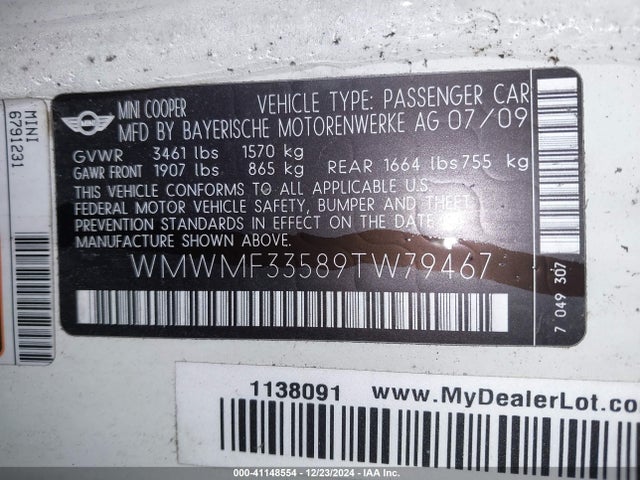 MINI COOPER VEHICLE TYPE: PASSENGER CAR
MFD BY BAYERISCHE MOTORENWERKE AG 07/09
GVWR 3461 lbs 1570 kg
GAWR FRONT 1907 lbs 865 kg REAR 1664 lbs 755 kg
THIS VEHICLE CONFORMS TO ALL APPLICABLE U.S.
FEDERAL MOTOR VEHICLE SAFETY, BUMPER AND THEFT
PREVENTION STANDARDS IN EFFECT ON THE DATE OF
MANUFACTURE SHOWN ABOVE.
WMWMF33589TW79467
7 049 307
MINI
6791231
1138091 www.MyDealerLot.co
000-41148554 - 12/23/2024 - IAA Inc.